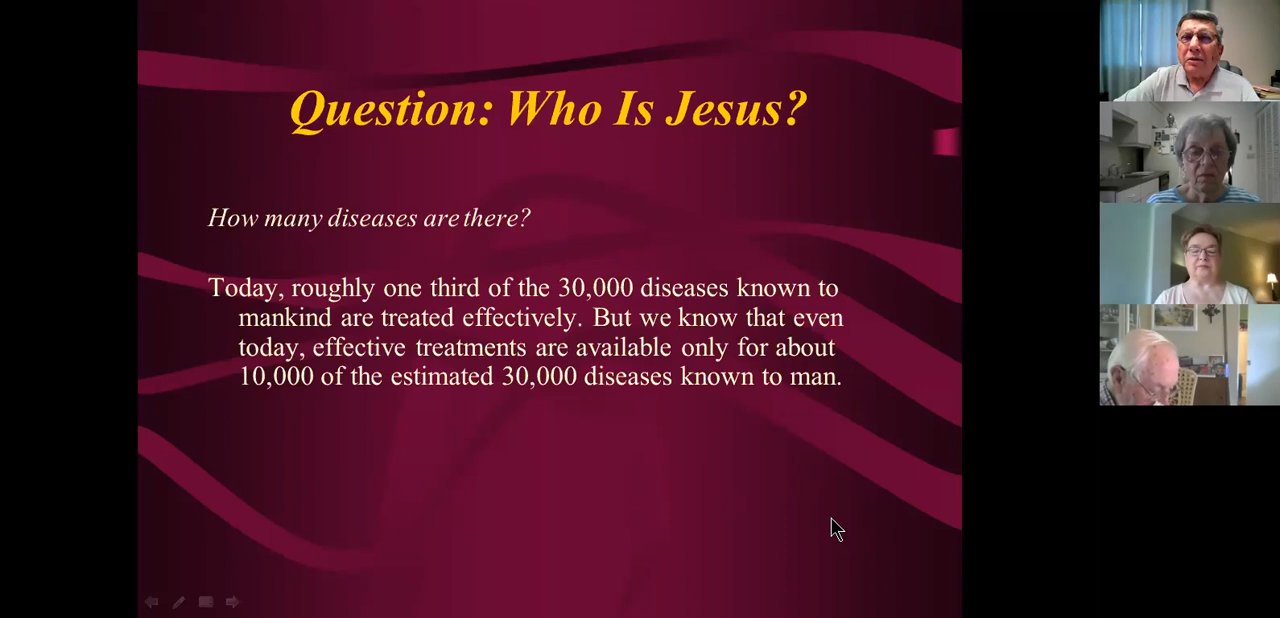 Question: Who Is Jesus?
How many diseases are there?
Today, roughly one third of the 30,000 diseases known to
mankind are treated effectively. But we know that even
today, effective treatments are available only for about
10,000 of the estimated 30,000 diseases known to man.